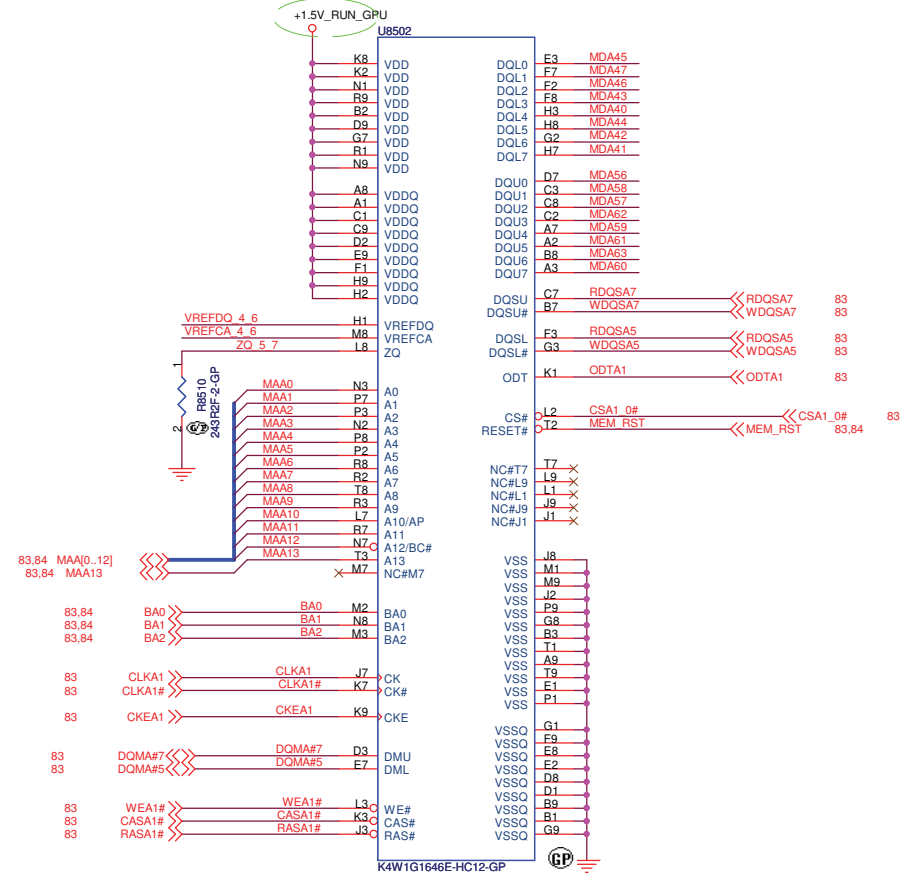 +1.5V_RUN_GPU
U8502
K8 VDD DQL0 E3 MDA45
K2 VDD DQL1 F7 MDA47
N1 VDD DQL2 F2 MDA46
R9 VDD DQL3 F8 MDA43
B2 VDD DQL4 H3 MDA40
D9 VDD DQL5 H8 MDA44
G7 VDD DQL6 G2 MDA42
R1 VDD DQL7 H7 MDA41
N9 VDD
DQU0 D7 MDA56
A8 VDDQ DQU1 C3 MDA58
A1 VDDQ DQU2 C8 MDA57
C1 VDDQ DQU3 C2 MDA62
C9 VDDQ DQU4 A7 MDA59
D2 VDDQ DQU5 A2 MDA61
E9 VDDQ DQU6 B8 MDA63
F1 VDDQ DQU7 A3 MDA60
H9 VDDQ
H2 VDDQ DQSU C7 RDQSA7 RDQSA7 83
DQSU# B7 WDQSA7 WDQSA7 83
VREFDQ_4_6 H1 VREFDQ
VREFCA_4_6 M8 VREFCA DQSL F3 RDQSA5 RDQSA5 83
ZQ_5_7 L8 ZQ DQSL# G3 WDQSA5 WDQSA5 83
1
ODT K1 ODTA1 ODTA1 83
R8510
243R2F-2-GP
2 G/P
MAA0 N3 A0
MAA1 P7 A1
MAA2 P3 A2 CS# L2 CSA1_0# CSA1_0# 83
MAA3 N2 A3 RESET# T2 MEM_RST MEM_RST 83,84
MAA4 P8 A4
MAA5 P2 A5
MAA6 R8 A6 NC#T7 T7
MAA7 R2 A7 NC#L9 L9
MAA8 T8 A8 NC#L1 L1
MAA9 R3 A9 NC#J9 J9
MAA10 L7 A10/AP NC#J1 J1
MAA11 R7 A11
MAA12 N7 A12/BC#
83,84 MAA[0..12] MAA13 T3 A13 VSS J8
83,84 MAA13 M7 NC#M7 VSS M1
VSS M9
VSS J2
83,84 BA0 BA0 M2 BA0 VSS P9
83,84 BA1 BA1 N8 BA1 VSS G8
83,84 BA2 BA2 M3 BA2 VSS B3
VSS T1
VSS A9
83 CLKA1 CLKA1 J7 CK VSS T9
83 CLKA1# CLKA1# K7 CK# VSS E1
VSS P1
83 CKEA1 CKEA1 K9 CKE
VSSQ G1
VSSQ F9
83 DQMA#7 DQMA#7 D3 DMU VSSQ E8
83 DQMA#5 DQMA#5 E7 DML VSSQ E2
VSSQ D8
VSSQ D1
83 WEA1# WEA1# L3 WE# VSSQ B9
83 CASA1# CASA1# K3 CAS# VSSQ B1
83 RASA1# RASA1# J3 RAS# VSSQ G9
GP
K4W1G1646E-HC12-GP